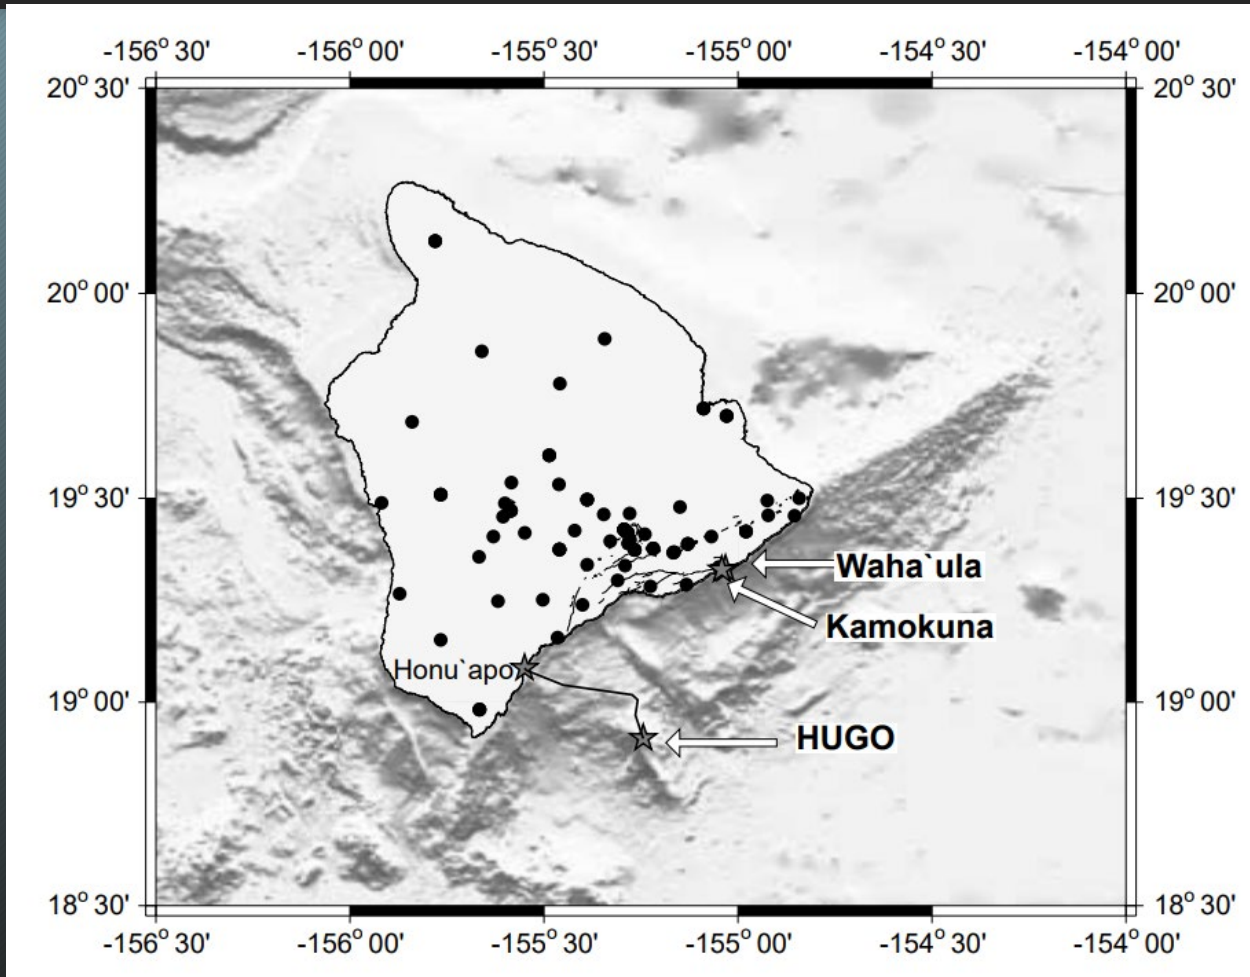 -156° 30' -156° 00' -155° 30' -155° 00' -154° 30' -154° 00'
20° 30' 20° 30'
20° 00' 20° 00'
19° 30' 19° 30'
Waha`ula
Kamokuna
Honu`apo
19° 00' 19° 00'
HUGO
18° 30' 18° 30'
-156° 30' -156° 00' -155° 30' -155° 00' -154° 30' -154° 00'